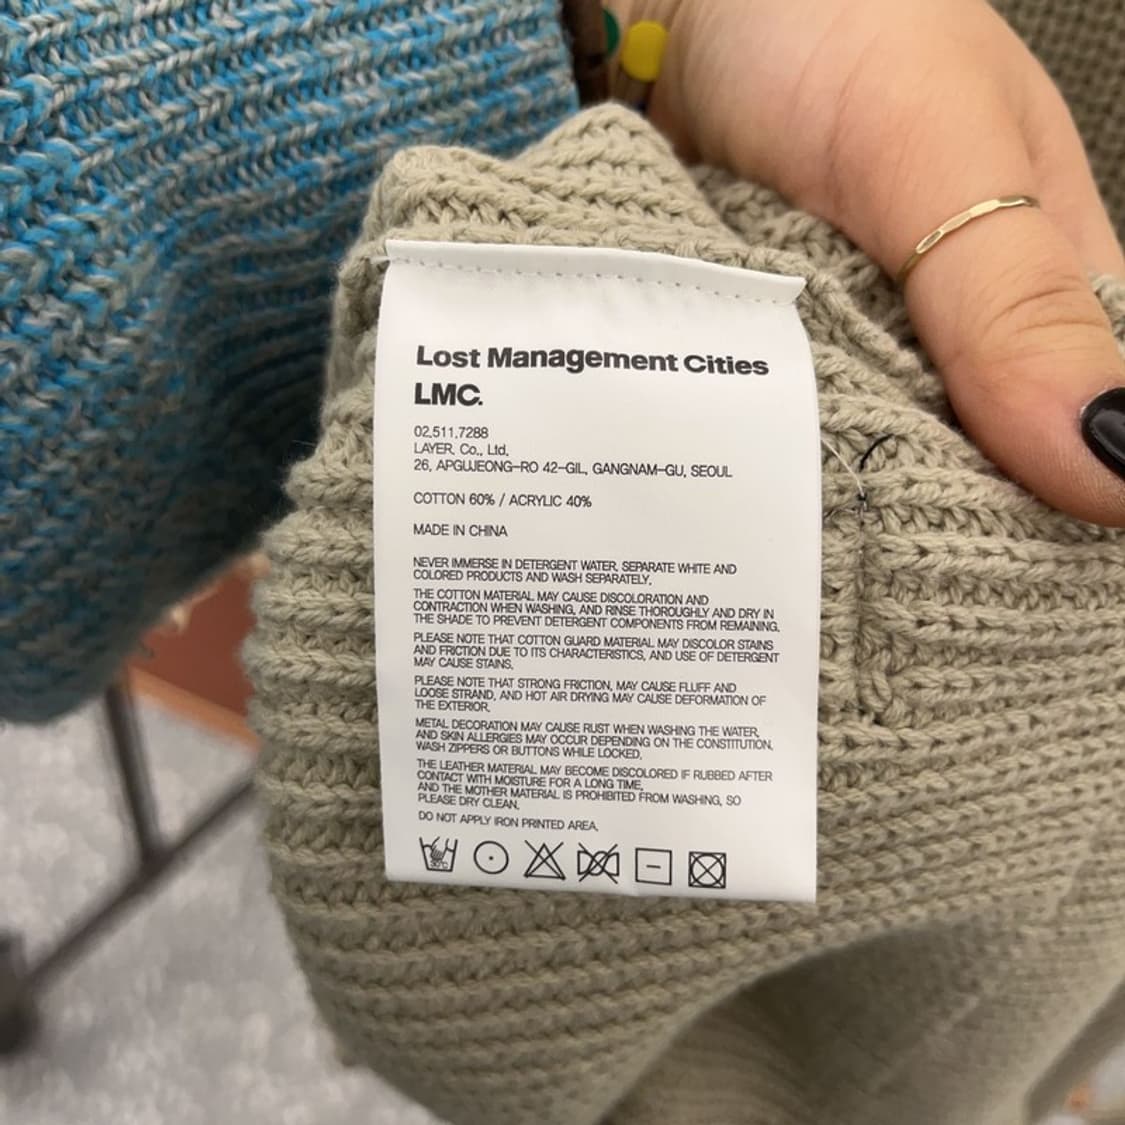 Lost Management Cities
LMC.
02.511.7288
LAYER. Co., Ltd.
26, APGUJEONG-RO 42-GIL, GANGNAM-GU, SEOUL
COTTON 60% / ACRYLIC 40%
MADE IN CHINA
NEVER IMMERSE IN DETERGENT WATER, SEPARATE WHITE AND
COLORED PRODUCTS AND WASH SEPARATELY.
THE COTTON MATERIAL MAY CAUSE DISCOLORATION AND
CONTRACTION WHEN WASHING, AND RINSE THOROUGHLY AND DRY IN
THE SHADE TO PREVENT DETERGENT COMPONENTS FROM REMAINING.
PLEASE NOTE THAT COTTON GUARD MATERIAL MAY DISCOLOR STAINS
AND FRICTION DUE TO ITS CHARACTERISTICS, AND USE OF DETERGENT
MAY CAUSE STAINS.
PLEASE NOTE THAT STRONG FRICTION, MAY CAUSE FLUFF AND
LOOSE STRAND, AND HOT AIR DRYING MAY CAUSE DEFORMATION OF
THE EXTERIOR.
METAL DECORATION MAY CAUSE RUST WHEN WASHING THE WATER,
AND SKIN ALLERGIES MAY OCCUR DEPENDING ON THE CONSTITUTION.
WASH ZIPPERS OR BUTTONS WHILE LOCKED.
THE LEATHER MATERIAL MAY BECOME DISCOLORED IF RUBBED AFTER
CONTACT WITH MOISTURE FOR A LONG TIME,
AND THE MOTHER MATERIAL IS PROHIBITED FROM WASHING, SO
PLEASE DRY CLEAN.
DO NOT APPLY IRON PRINTED AREA.
30°C